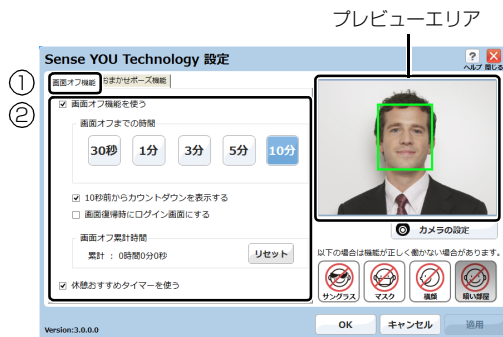 プレビューエリア
Sense YOU Technology 設定
? ヘルプ 閉じる
① 画面オフ機能 おまかせポーズ機能
②
画面オフ機能を使う
画面オフまでの時間
30秒 1分 3分 5分 10分
10秒前からカウントダウンを表示する
画面復帰時にログイン画面にする
カメラの設定
画面オフ累計時間
累計 : 0時間0分0秒 リセット
以下の場合は機能が正しく働かない場合があります。
サングラス マスク 横顔 暗い部屋
休憩おすすめタイマーを使う
Version:3.0.0.0
OK キャンセル 適用